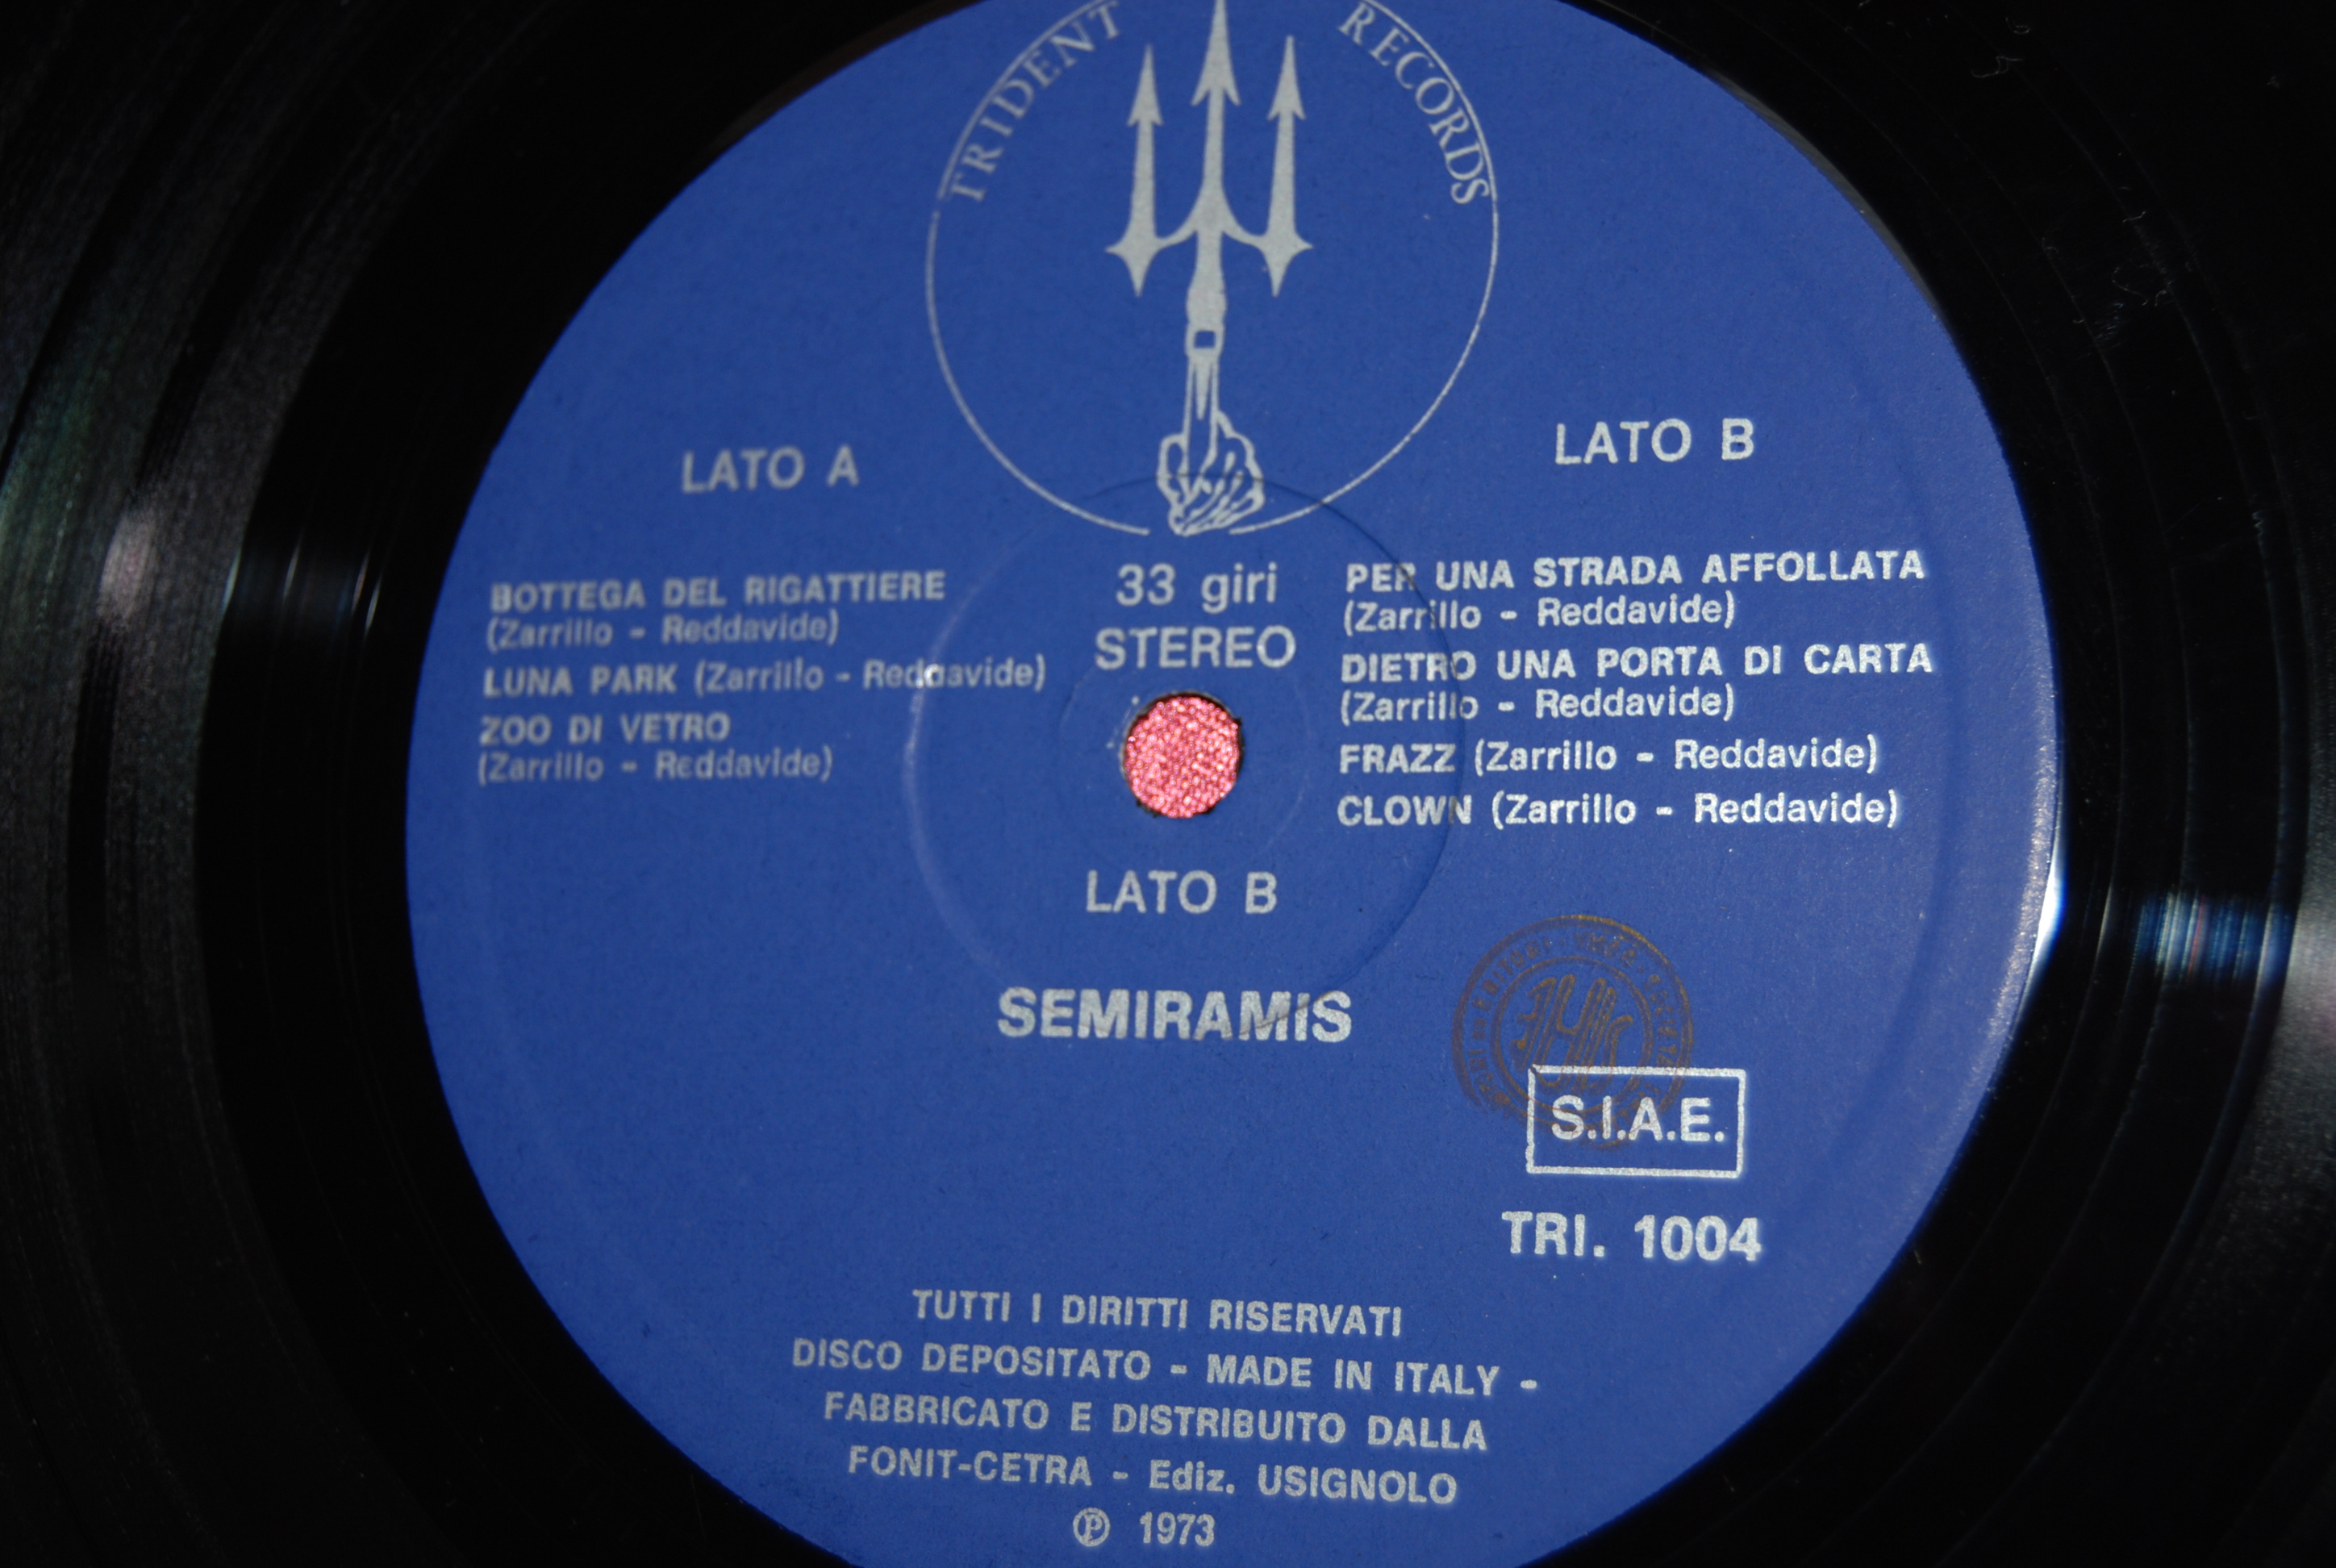 TRIDENT RECORDS
LATO A
BOTTEGA DEL RIGATTIERE
(Zarrillo - Reddavide)
LUNA PARK (Zarrillo - Reddavide)
ZOO DI VETRO
(Zarrillo - Reddavide)
33 giri
STEREO
LATO B
PER UNA STRADA AFFOLLATA
(Zarrillo - Reddavide)
DIETRO UNA PORTA DI CARTA
(Zarrillo - Reddavide)
FRAZZ (Zarrillo - Reddavide)
CLOWN (Zarrillo - Reddavide)
LATO B
SEMIRAMIS
S.I.A.E.
TRI. 1004
TUTTI I DIRITTI RISERVATI
DISCO DEPOSITATO - MADE IN ITALY -
FABBRICATO E DISTRIBUITO DALLA
FONIT-CETRA - Ediz. USIGNOLO
Ⓟ 1973